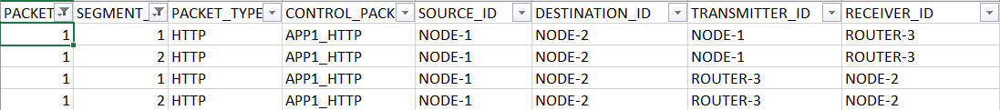 PACKET SEGMENT_ PACKET_TYPE CONTROL_PACK SOURCE_ID DESTINATION_ID TRANSMITTER_ID RECEIVER_ID
1 1 HTTP APP1_HTTP NODE-1 NODE-2 NODE-1 ROUTER-3
1 2 HTTP APP1_HTTP NODE-1 NODE-2 NODE-1 ROUTER-3
1 1 HTTP APP1_HTTP NODE-1 NODE-2 ROUTER-3 NODE-2
1 2 HTTP APP1_HTTP NODE-1 NODE-2 ROUTER-3 NODE-2